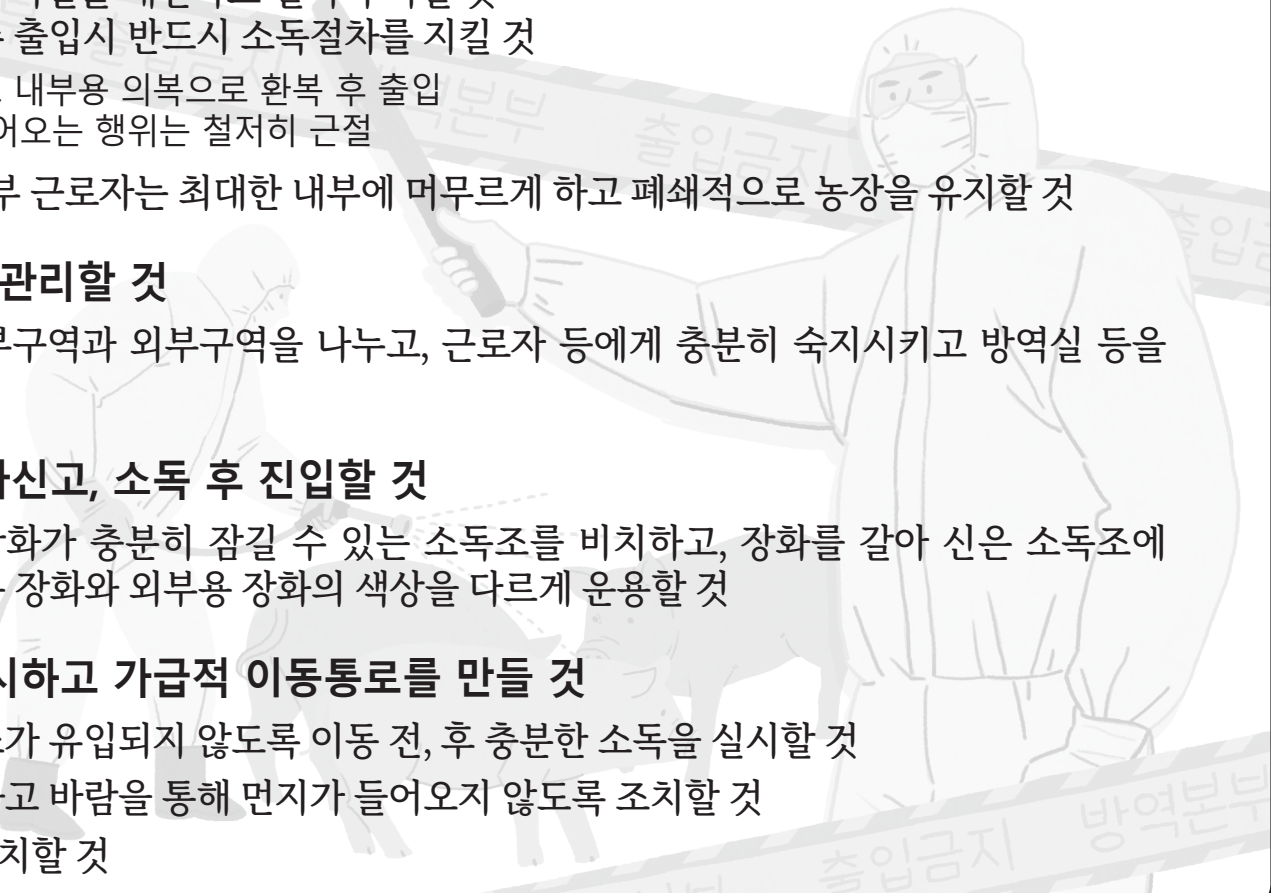 출입시 반드시 소독절차를 지킬 것
내부용 의복으로 환복 후 출입
어오는 행위는 철저히 근절
부 근로자는 최대한 내부에 머무르게 하고 폐쇄적으로 농장을 유지할 것
관리할 것
부구역과 외부구역을 나누고, 근로자 등에게 충분히 숙지시키고 방역실 등을
아신고, 소독 후 진입할 것
장화가 충분히 잠길 수 있는 소독조를 비치하고, 장화를 갈아 신은 소독조에
장화와 외부용 장화의 색상을 다르게 운용할 것
시하고 가급적 이동통로를 만들 것
가 유입되지 않도록 이동 전, 후 충분한 소독을 실시할 것
고 바람을 통해 먼지가 들어오지 않도록 조치할 것
치할 것
출입금지
방역본부
출입금지
출입금
출입금지
방역본부